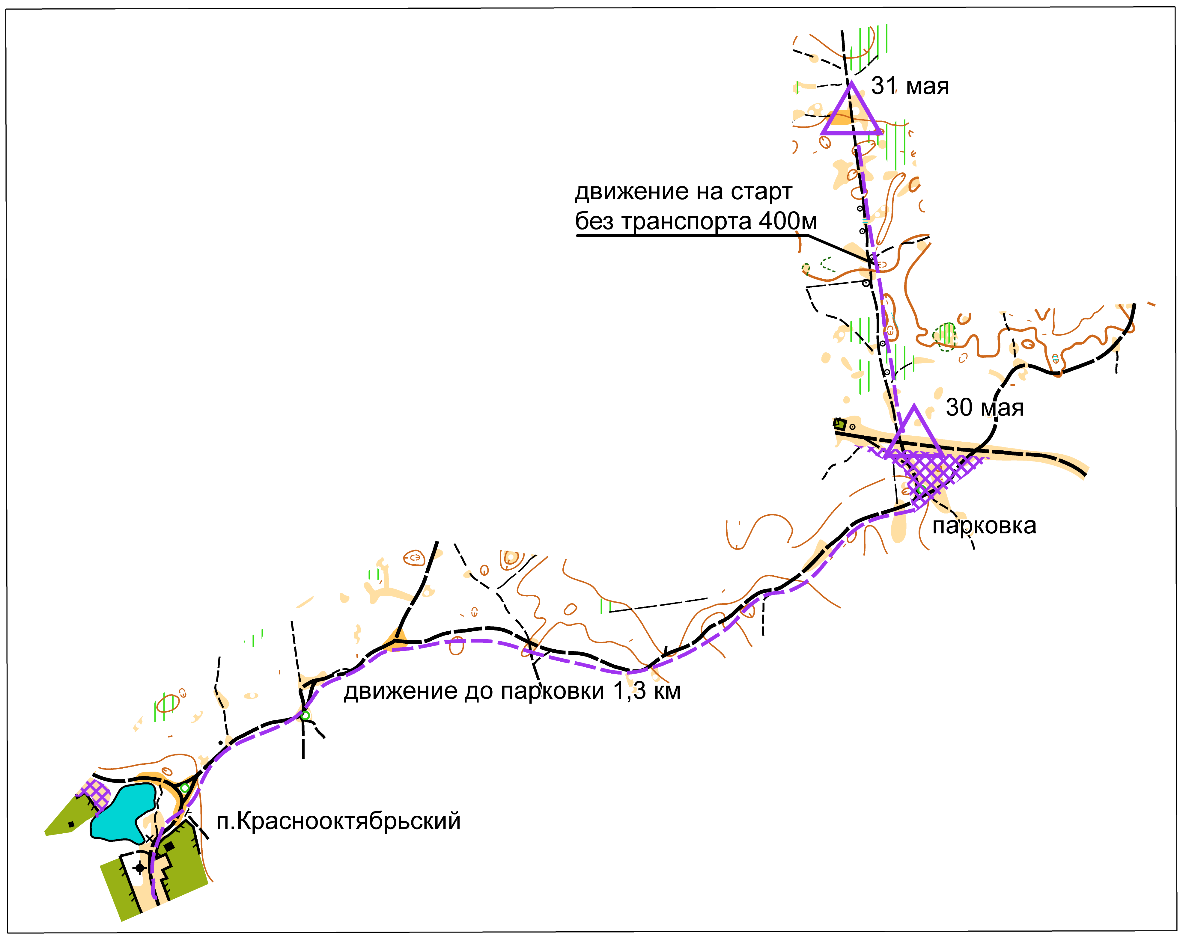 31 мая
движение на старт
без транспорта 400м
30 мая
парковка
движение до парковки 1,3 км
п.Краснооктябрьский